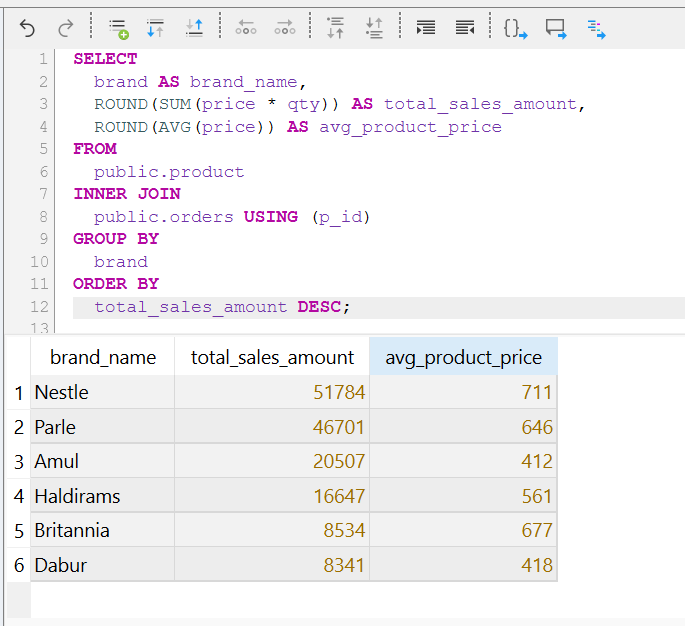 1 SELECT
2 brand AS brand_name,
3 ROUND(SUM(price * qty)) AS total_sales_amount,
4 ROUND(AVG(price)) AS avg_product_price
5 FROM
6 public.product
7 INNER JOIN
8 public.orders USING (p_id)
9 GROUP BY
10 brand
11 ORDER BY
12 total_sales_amount DESC;
13
brand_name total_sales_amount avg_product_price
1 Nestle 51784 711
2 Parle 46701 646
3 Amul 20507 412
4 Haldirams 16647 561
5 Britannia 8534 677
6 Dabur 8341 418